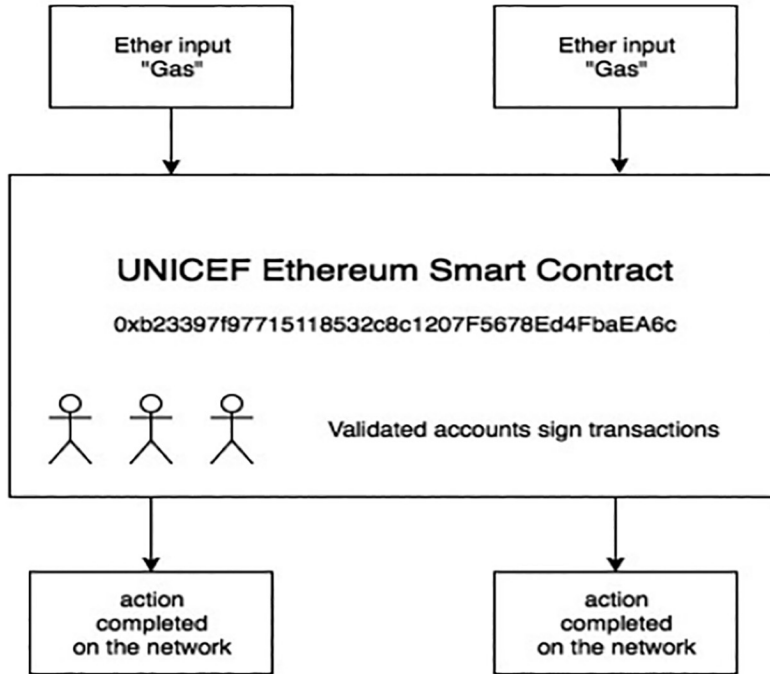 Ether input
"Gas"
Ether input
"Gas"
UNICEF Ethereum Smart Contract
0xb23397f97715118532c8c1207F5678Ed4FbaEA6c
Validated accounts sign transactions
action
completed
on the network
action
completed
on the network